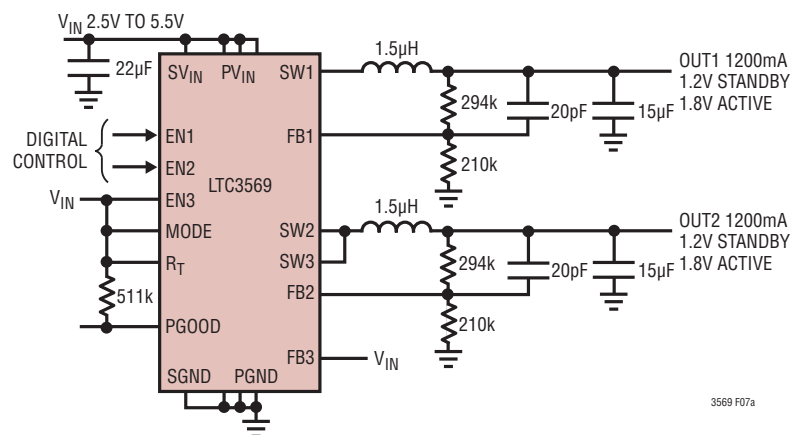 VIN 2.5V TO 5.5V
22µF
SVIN PVIN SW1
1.5µH
OUT1 1200mA
1.2V STANDBY
1.8V ACTIVE
294k
20pF
15µF
DIGITAL
CONTROL
EN1
FB1
EN2
210k
LTC3569
VIN
EN3
MODE
RT
SW2
1.5µH
SW3
OUT2 1200mA
1.2V STANDBY
1.8V ACTIVE
294k
20pF
15µF
511k
FB2
PGOOD
210k
FB3
VIN
SGND PGND
3569 F07a